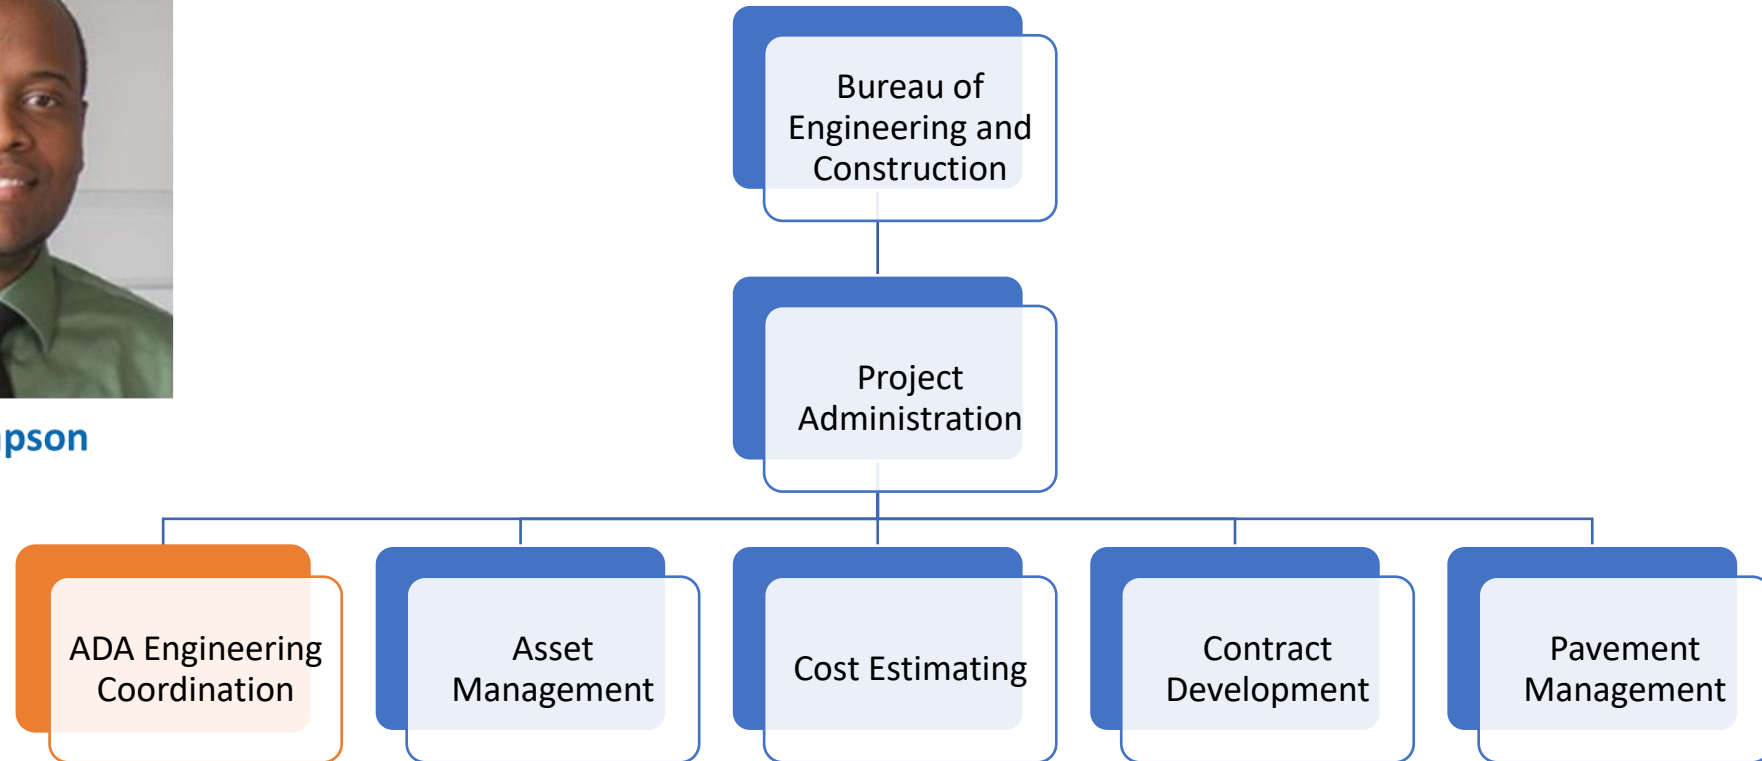 Bureau of
Engineering and
Construction
Project
Administration
pson
ADA Engineering
Coordination
Asset
Management
Cost Estimating
Contract
Development
Pavement
Management